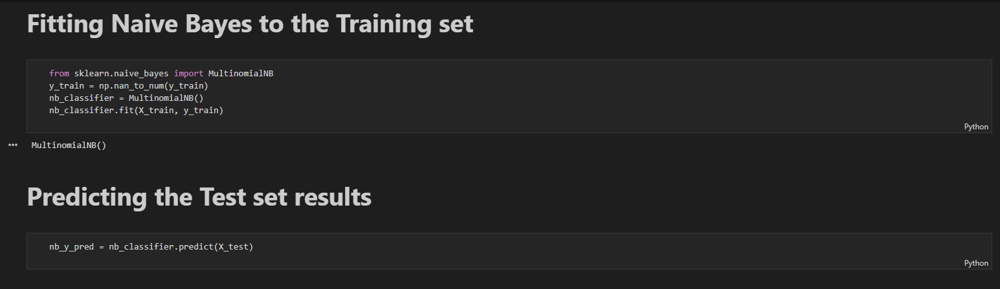 Fitting Naive Bayes to the Training set
from sklearn.naive_bayes import MultinomialNB
y_train = np.nan_to_num(y_train)
nb_classifier = MultinomialNB()
nb_classifier.fit(X_train, y_train)
Python
MultinomialNB()
Predicting the Test set results
nb_y_pred = nb_classifier.predict(X_test)
Python